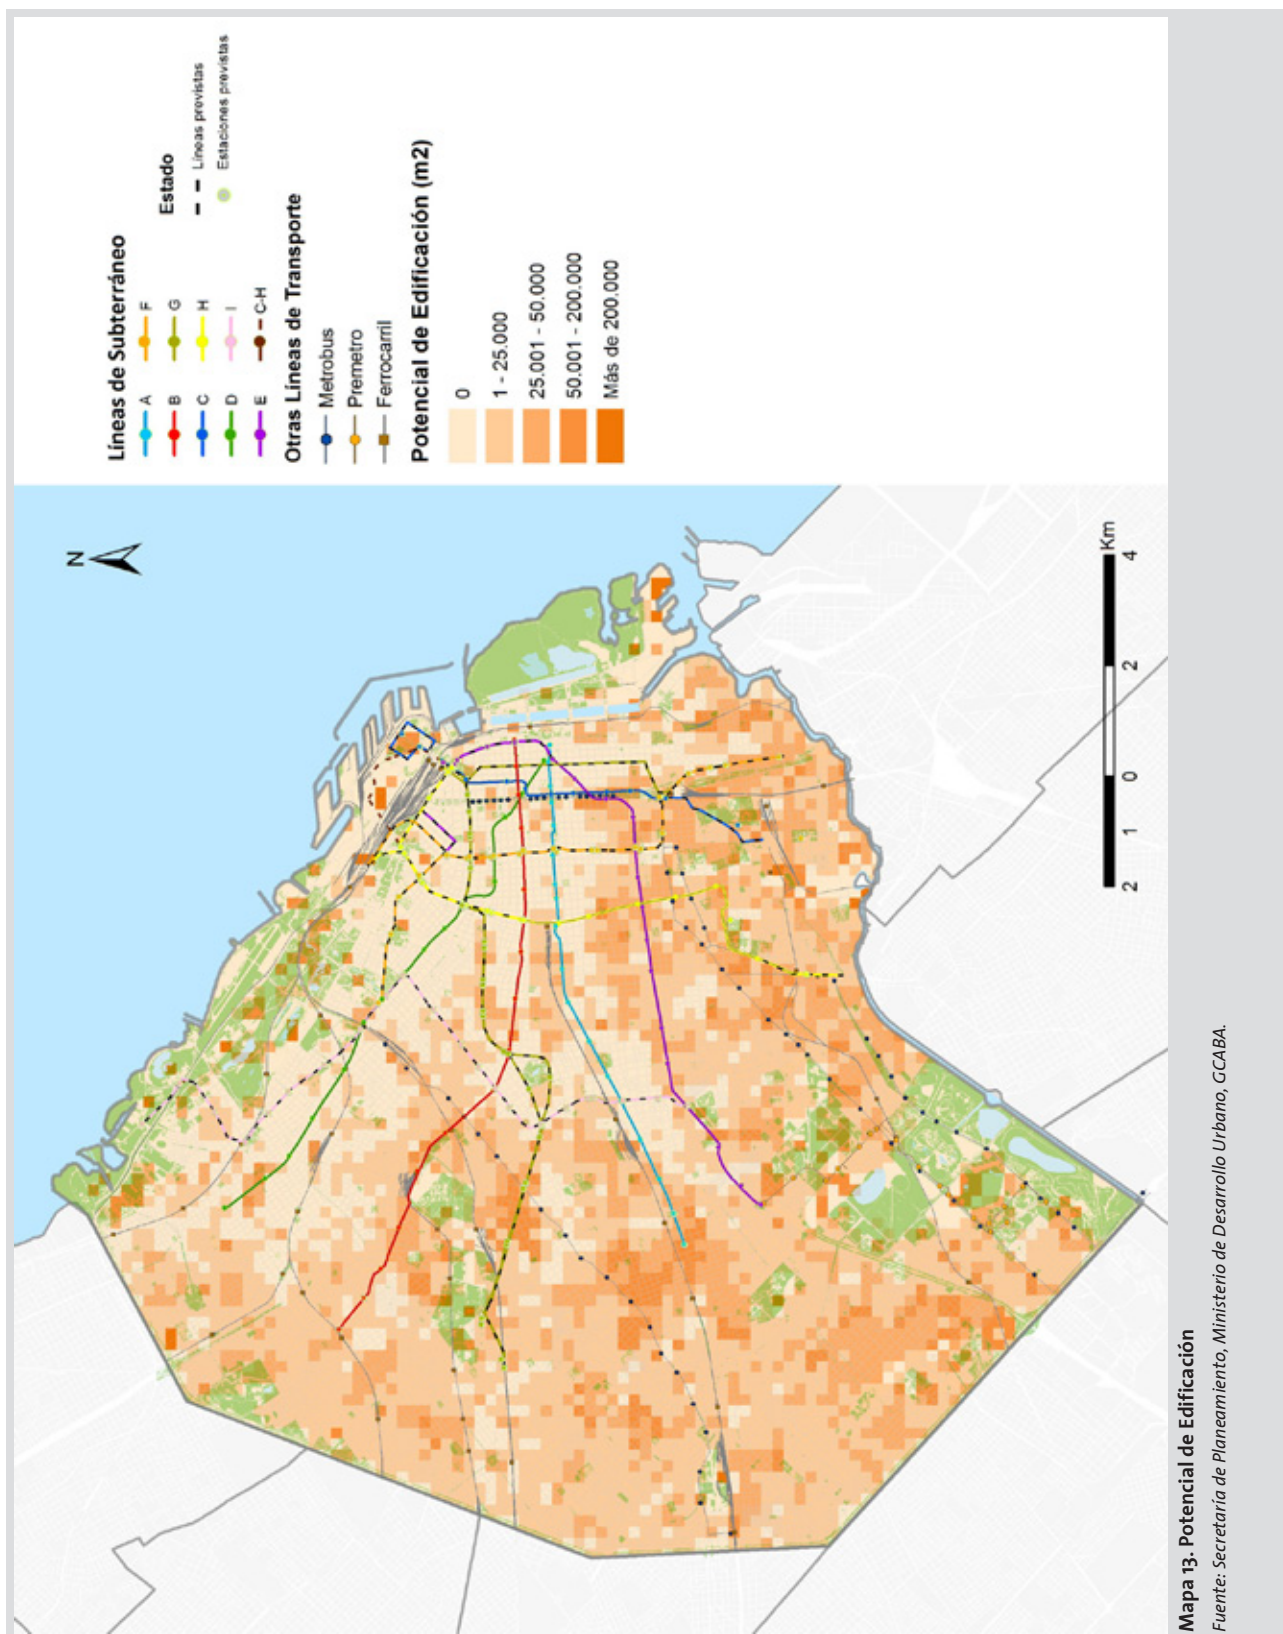 Líneas de Subterráneo
A
B
C
D
E
F
G
H
I
C-H
Estado
Líneas previstas
Estaciones previstas
Otras Líneas de Transporte
Metrobus
Premetro
Ferrocarril
Potencial de Edificación (m2)
0
1 - 25.000
25.001 - 50.000
50.001 - 200.000
Más de 200.000
N
Km
2 1 0 2 4
Mapa 13. Potencial de Edificación
Fuente: Secretaría de Planeamiento, Ministerio de Desarrollo Urbano, GCABA.